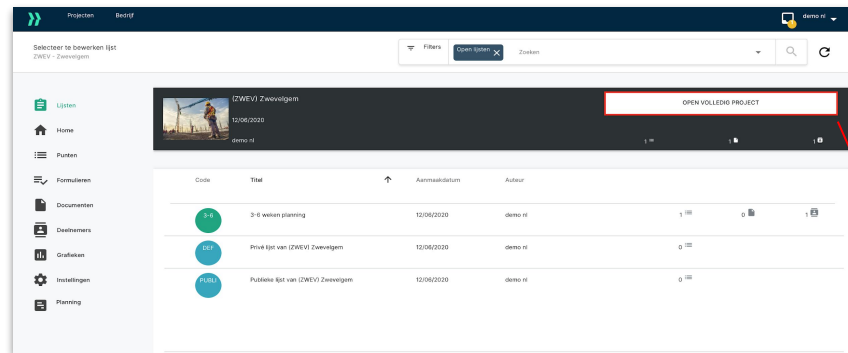 Projecten Bedrijf demo nl
Selecteer te bewerken lijst
ZWEV - Zwevelgem
Filters Open lijsten Zoeken
Lijsten
Home
Punten
Formulieren
Documenten
Deelnemers
Grafieken
Instellingen
Planning
(ZWEV) Zwevelgem
12/06/2020
demo nl
OPEN VOLLEDIG PROJECT
1 1 1
Code Titel Aanmaakdatum Auteur
3-6 3-6 weken planning 12/06/2020 demo nl 1 0 1
DEF Privé lijst van (ZWEV) Zwevelgem 12/06/2020 demo nl 0
PUBLI Publieke lijst van (ZWEV) Zwevelgem 12/06/2020 demo nl 0